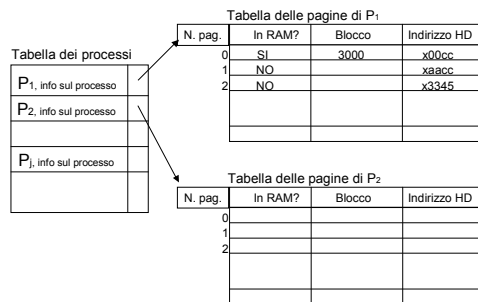 Tabella delle pagine di P1
N. pag. In RAM? Blocco Indirizzo HD
0 SI 3000 x00cc
1 NO xaacc
2 NO x3345
Tabella dei processi
P1, info sul processo
P2, info sul processo
Pj, info sul processo
Tabella delle pagine di P2
N. pag. In RAM? Blocco Indirizzo HD
0
1
2